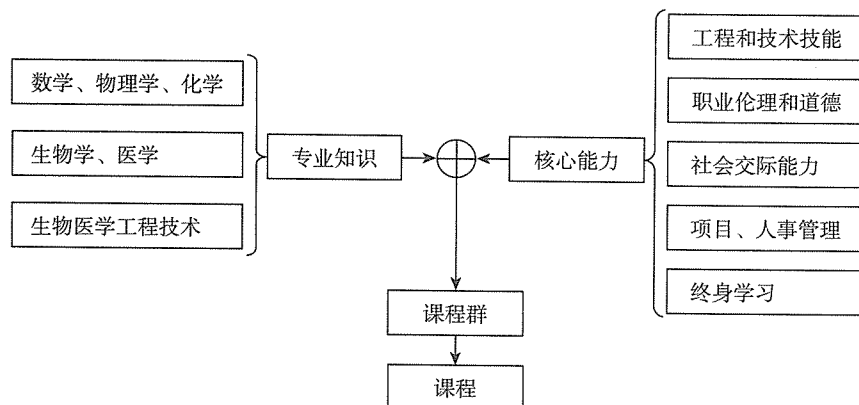 数学、物理学、化学
生物学、医学
生物医学工程技术
专业知识
核心能力
工程和技术技能
职业伦理和道德
社会交际能力
项目、人事管理
终身学习
课程群
课程